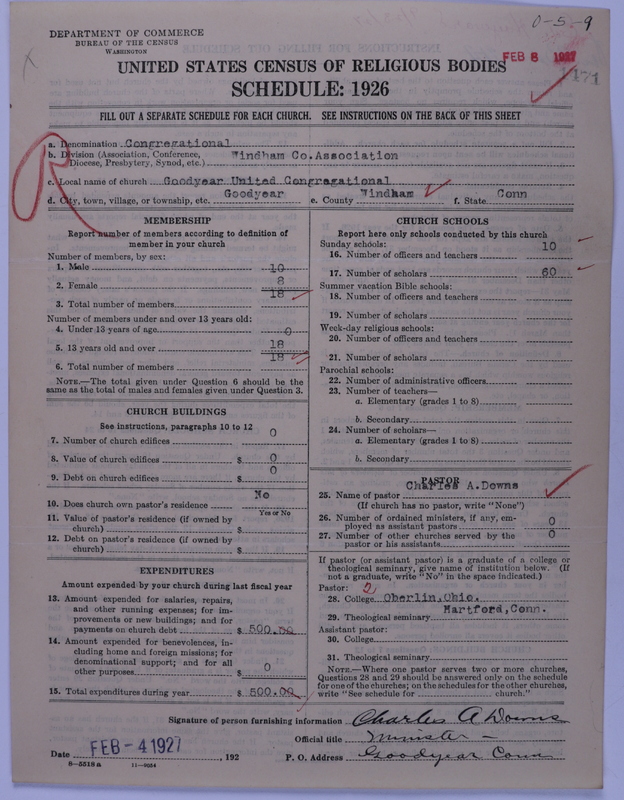 DEPARTMENT OF COMMERCE
BUREAU OF THE CENSUS
WASHINGTON
0-5-9
FEB 8 1927
UNITED STATES CENSUS OF RELIGIOUS BODIES
SCHEDULE: 1926
FILL OUT A SEPARATE SCHEDULE FOR EACH CHURCH. SEE INSTRUCTIONS ON THE BACK OF THIS SHEET
a. Denomination Congregational
b. Division (Association, Conference, Diocese, Presbytery, Synod, etc.) Windham Co.Association
c. Local name of church Goodyear United Congregational
d. City, town, village, or township, etc. Goodyear e. County Windham f. State Conn
MEMBERSHIP
Report number of members according to definition of
member in your church
Number of members, by sex:
1. Male 10
2. Female 8
3. Total number of members 18
Number of members under and over 13 years old:
4. Under 13 years of age 0
5. 13 years old and over 18
6. Total number of members 18
NOTE.—The total given under Question 6 should be the
same as the total of males and females given under Question 3.
CHURCH BUILDINGS
See instructions, paragraphs 10 to 12
7. Number of church edifices 0
8. Value of church edifices $ 0
9. Debt on church edifices $ 0
10. Does church own pastor's residence No
Yes or No
11. Value of pastor's residence (if owned by
church) $
12. Debt on pastor's residence (if owned by
church) $
EXPENDITURES
Amount expended by your church during last fiscal year
13. Amount expended for salaries, repairs,
and other running expenses; for im-
provements or new buildings; and for
payments on church debt $ 500.00
14. Amount expended for benevolences, in-
cluding home and foreign missions; for
denominational support; and for all
other purposes $ 0
15. Total expenditures during year $ 500.00
CHURCH SCHOOLS
Report here only schools conducted by this church
Sunday schools:
16. Number of officers and teachers 10
17. Number of scholars 60
Summer vacation Bible schools:
18. Number of officers and teachers
19. Number of scholars
Week-day religious schools:
20. Number of officers and teachers
21. Number of scholars
Parochial schools:
22. Number of administrative officers
23. Number of teachers—
a. Elementary (grades 1 to 8)
b. Secondary
24. Number of scholars—
a. Elementary (grades 1 to 8)
b. Secondary
PASTOR
25. Name of pastor Charles A.Downs
(If church has no pastor, write "None")
26. Number of ordained ministers, if any, em-
ployed as assistant pastors 0
27. Number of other churches served by the
pastor or his assistants 0
If pastor (or assistant pastor) is a graduate of a college or
theological seminary, give name of institution below. (If
not a graduate, write "No" in the space indicated.)
Pastor: 2
28. College Oberlin,Ohio.
29. Theological seminary Hartford,Conn.
Assistant pastor:
30. College
31. Theological seminary
NOTE.—Where one pastor serves two or more churches,
Questions 28 and 29 should be answered only on the schedule
for one of the churches; on the schedules for the other churches,
write "See schedule for church."
Signature of person furnishing information Charles A Downs
Official title Minister –
Date FEB -4 1927 , 192 P. O. Address Goodyear Conn
8—5518 a 11—9054